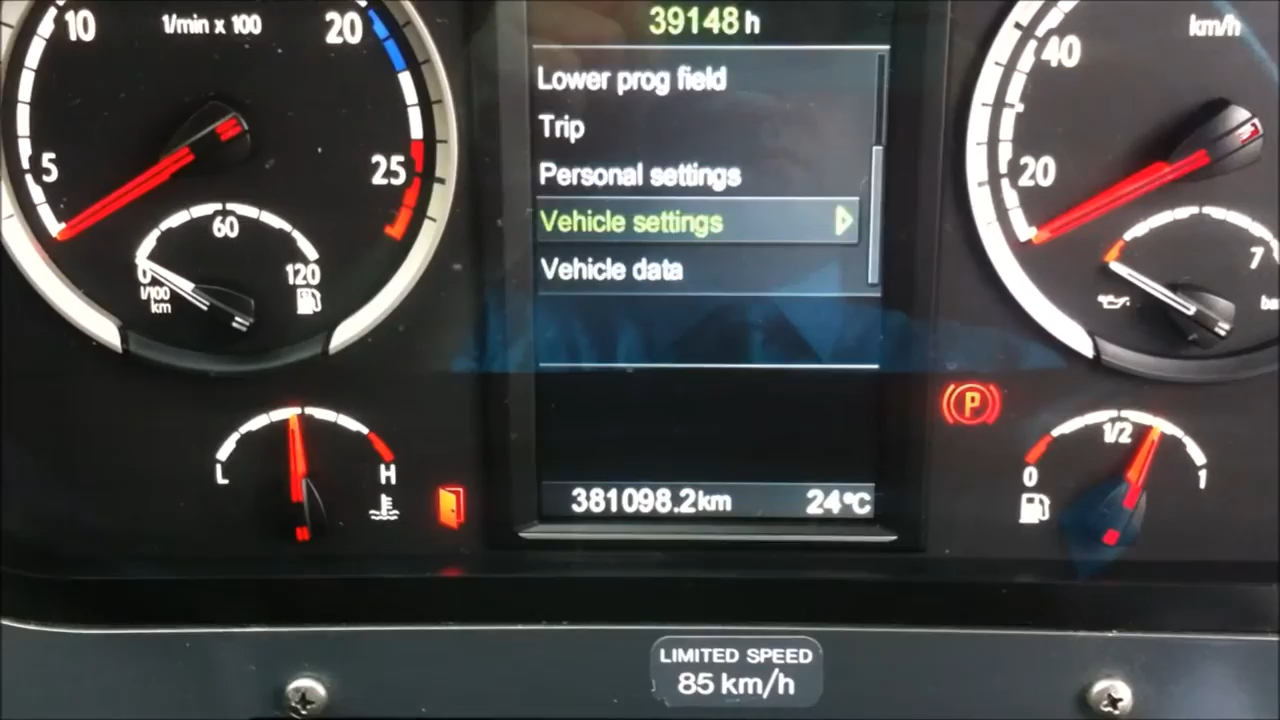 10
1/min x 100
20
5
25
60
0
120
l/100
km
39148 h
Lower prog field
Trip
Personal settings
Vehicle settings
Vehicle data
381098.2km 24°C
km/h
40
20
7
L
H
P
0
1/2
1
LIMITED SPEED
85 km/h